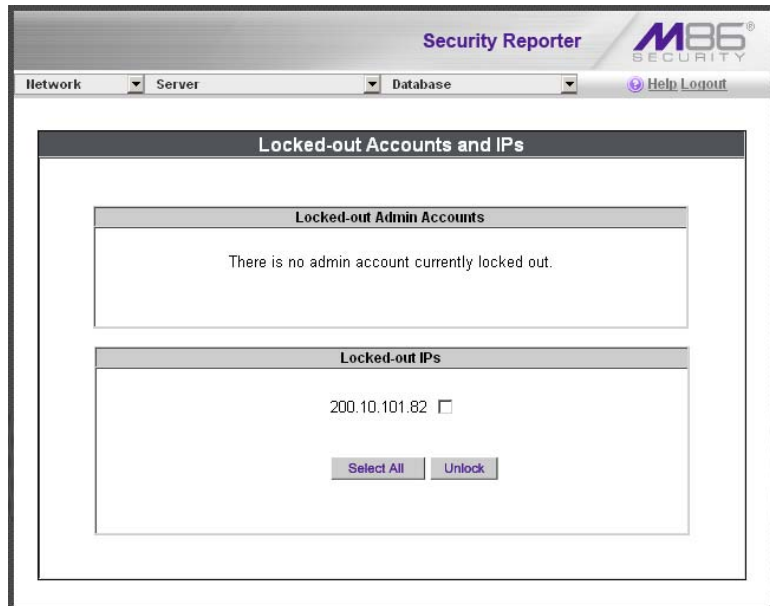 Security Reporter
M86®
SECURITY
Network Server Database Help Logout
Locked-out Accounts and IPs
Locked-out Admin Accounts
There is no admin account currently locked out.
Locked-out IPs
200.10.101.82
Select All Unlock